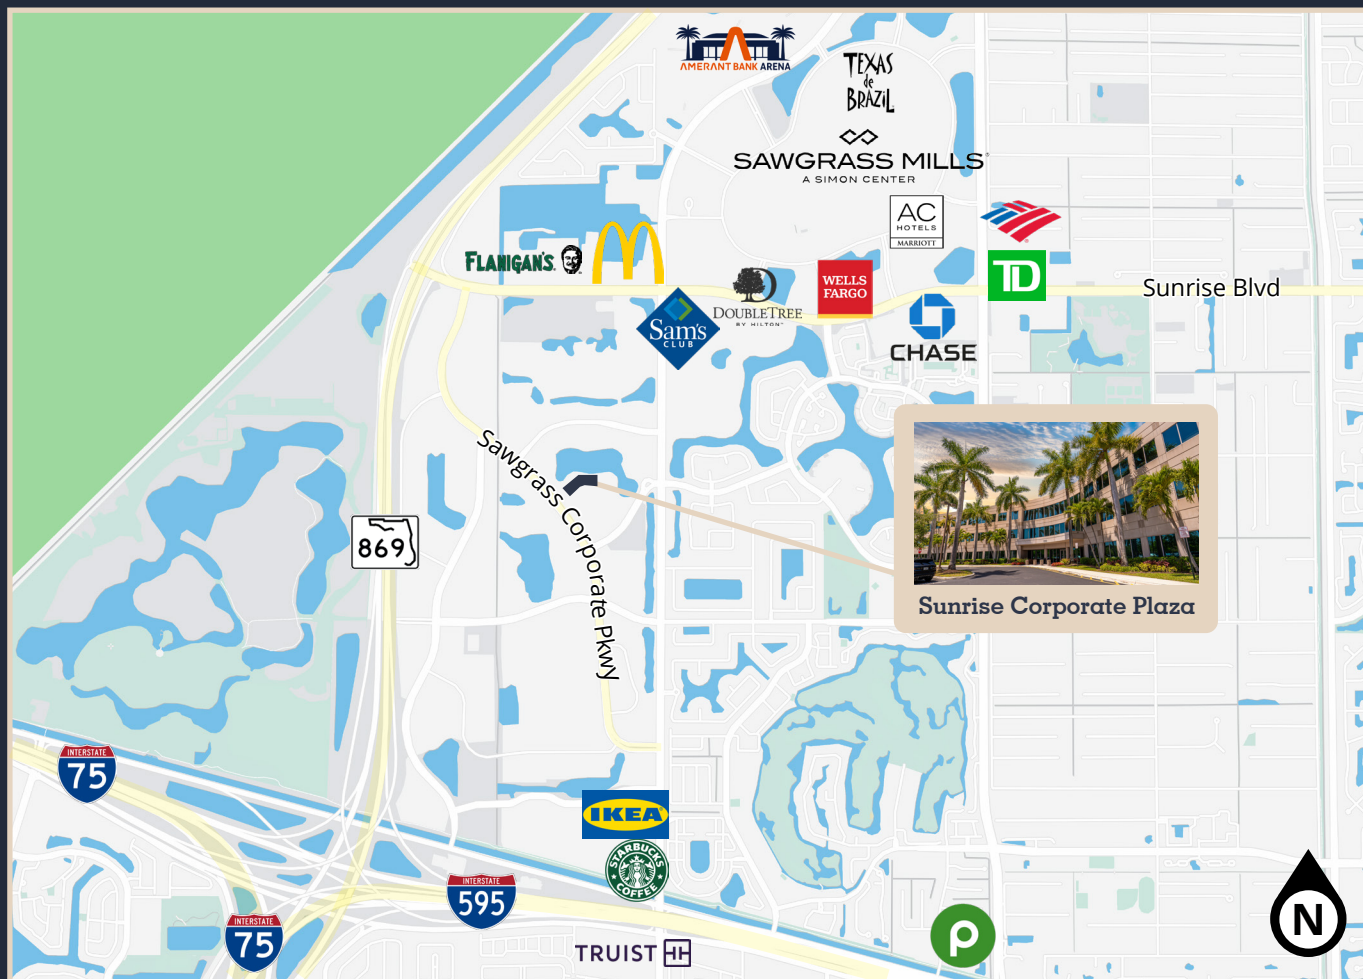 AMERANT BANK ARENA
TEXAS
de
BRAZIL
SAWGRASS MILLS®
A SIMON CENTER
AC
HOTELS
MARRIOTT
FLANIGAN'S
TD
WELLS
FARGO
Sunrise Blvd
DOUBLETREE
BY HILTON™
Sam's
CLUB
CHASE
Sawgrass Corporate Pkwy
869
Sunrise Corporate Plaza
INTERSTATE
75
IKEA
STARBUCKS
COFFEE
INTERSTATE
595
INTERSTATE
75
TRUIST
p
N